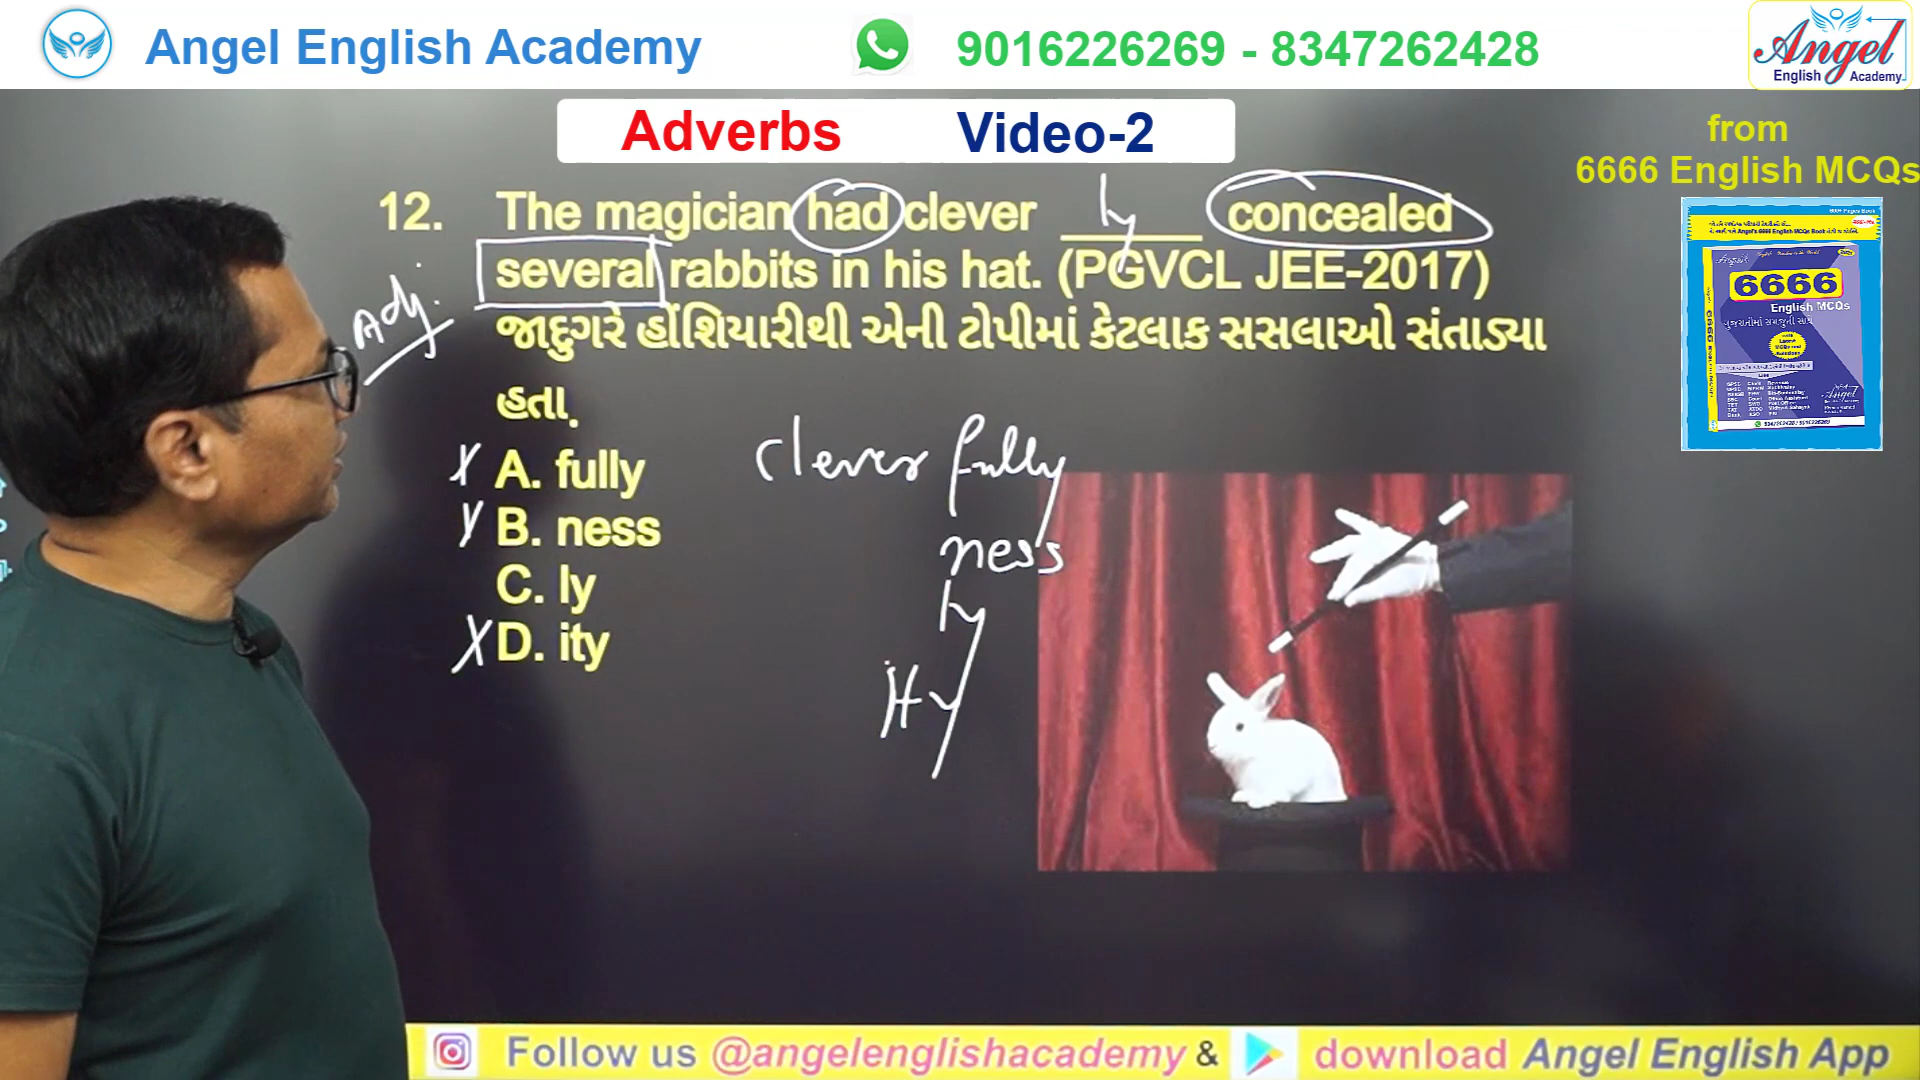 Angel English Academy
9016226269 - 8347262428
Angel
English Academy
Adverbs Video-2
from
6666 English MCQs
12. The magician had clever ly concealed
several rabbits in his hat. (PGVCL JEE-2017)
Adj.
જાદુગરે હોંશિયારીથી એની ટોપીમાં કેટલાક સસલાઓ સંતાડ્યા
હતા.
X A. fully
X B. ness
C. ly
X D. ity
clever fully
ness
ly
ity
6666
English MCQs
Follow us @angelenglishacademy & download Angel English App